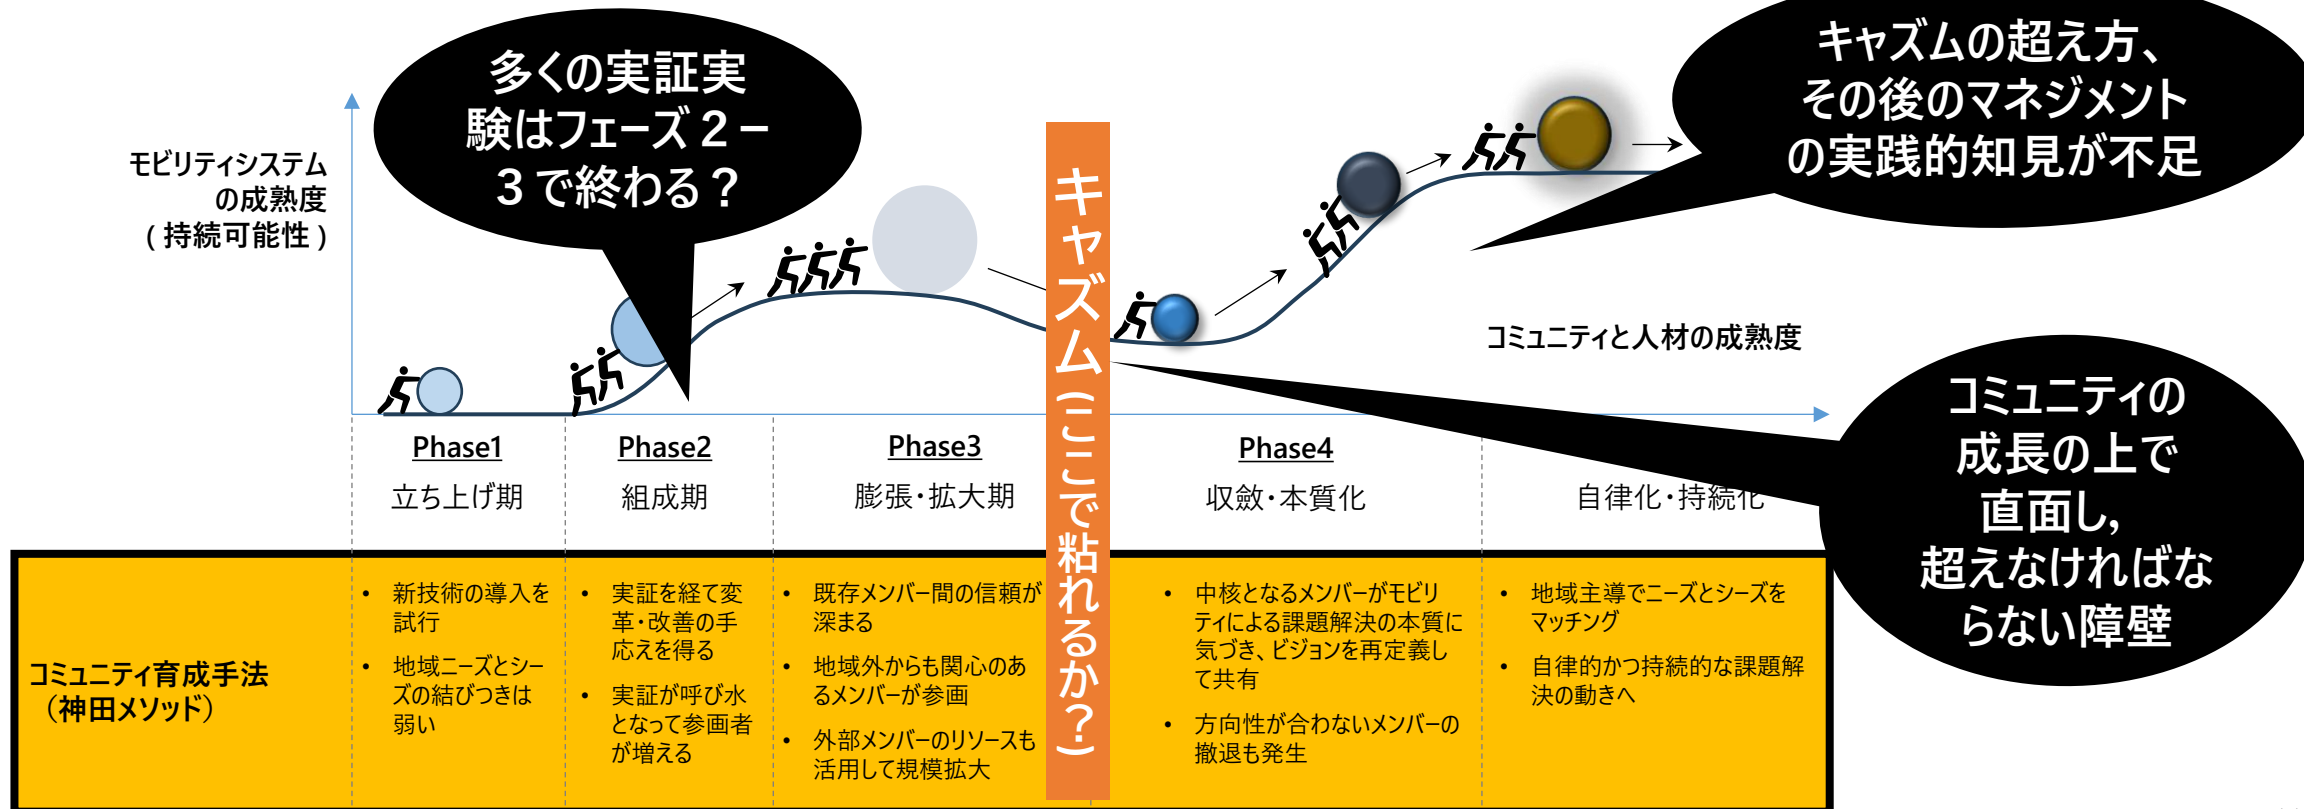 多くの実証実
験はフェーズ２－
３で終わる？
キャズムの超え方、
その後のマネジメント
の実践的知見が不足
モビリティシステム
の成熟度
(持続可能性)
キャズム(ここで粘れるか？)
コミュニティと人材の成熟度
コミュニティの
成長の上で
直面し，
超えなければな
らない障壁
Phase1
立ち上げ期
Phase2
組成期
Phase3
膨張・拡大期
Phase4
収斂・本質化
自律化・持続化
コミュニティ育成手法
（神田メソッド）
• 新技術の導入を
試行
• 地域ニーズとシー
ズの結びつきは
弱い
• 実証を経て変
革・改善の手
応えを得る
• 実証が呼び水
となって参画者
が増える
• 既存メンバー間の信頼が
深まる
• 地域外からも関心のあ
るメンバーが参画
• 外部メンバーのリソースも
活用して規模拡大
• 中核となるメンバーがモビリ
ティによる課題解決の本質に
気づき、ビジョンを再定義し
て共有
• 方向性が合わないメンバーの
撤退も発生
• 地域主導でニーズとシーズを
マッチング
• 自律的かつ持続的な課題解
決の動きへ